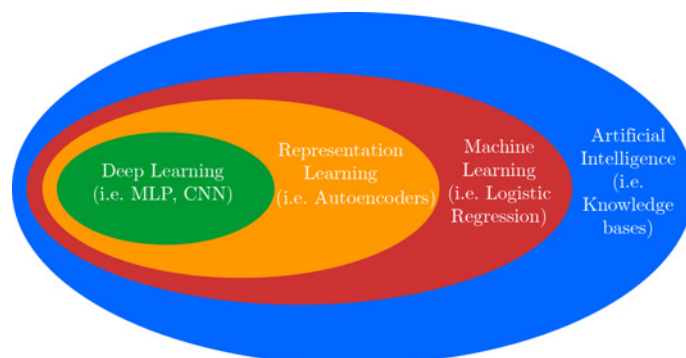 Deep Learning
(i.e. MLP, CNN)
Representation
Learning
(i.e. Autoencoders)
Machine
Learning
(i.e. Logistic
Regression)
Artificial
Intelligence
(i.e.
Knowledge
bases)